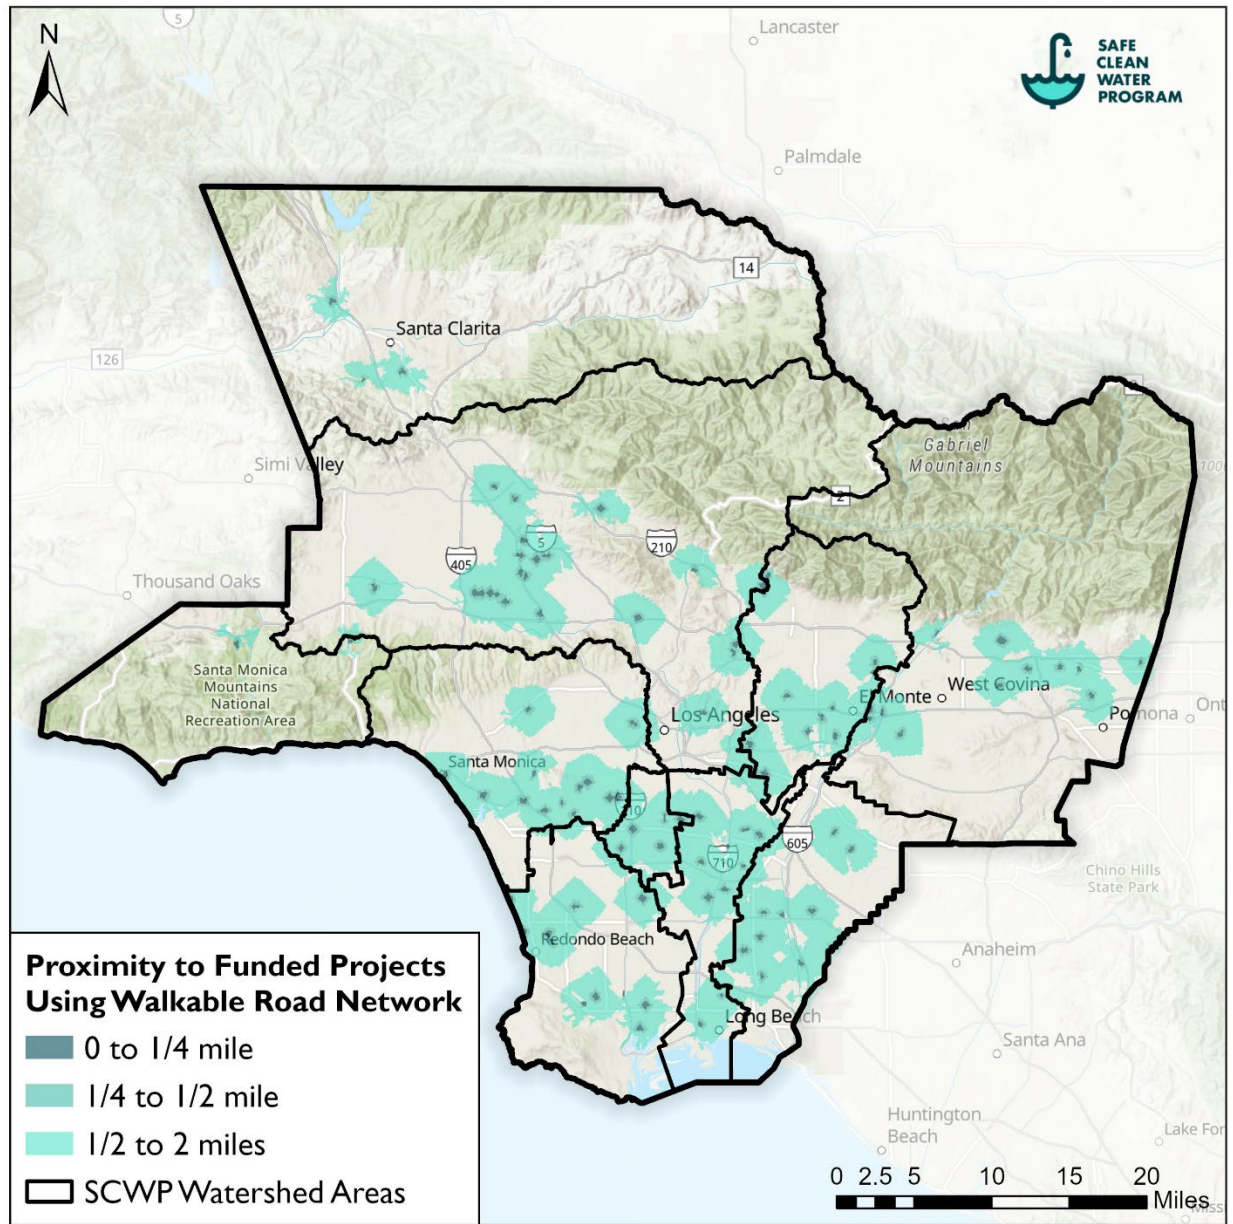 N
5
Lancaster
SAFE
CLEAN
WATER
PROGRAM
Palmdale
14
Santa Clarita
126
Gabriel
Mountains
Simi Valley
2
5
405
210
Thousand Oaks
Santa Monica
Mountains
National
Recreation Area
El Monte
West Covina
Los Angeles
Pomona
Ont
Santa Monica
605
710
Chino Hills
State Park
Redondo Beach
Anaheim
Long Beach
Santa Ana
Huntington
Beach
Lake For
Proximity to Funded Projects
Using Walkable Road Network
0 to 1/4 mile
1/4 to 1/2 mile
1/2 to 2 miles
SCWP Watershed Areas
0 2.5 5 10 15 20
Miles